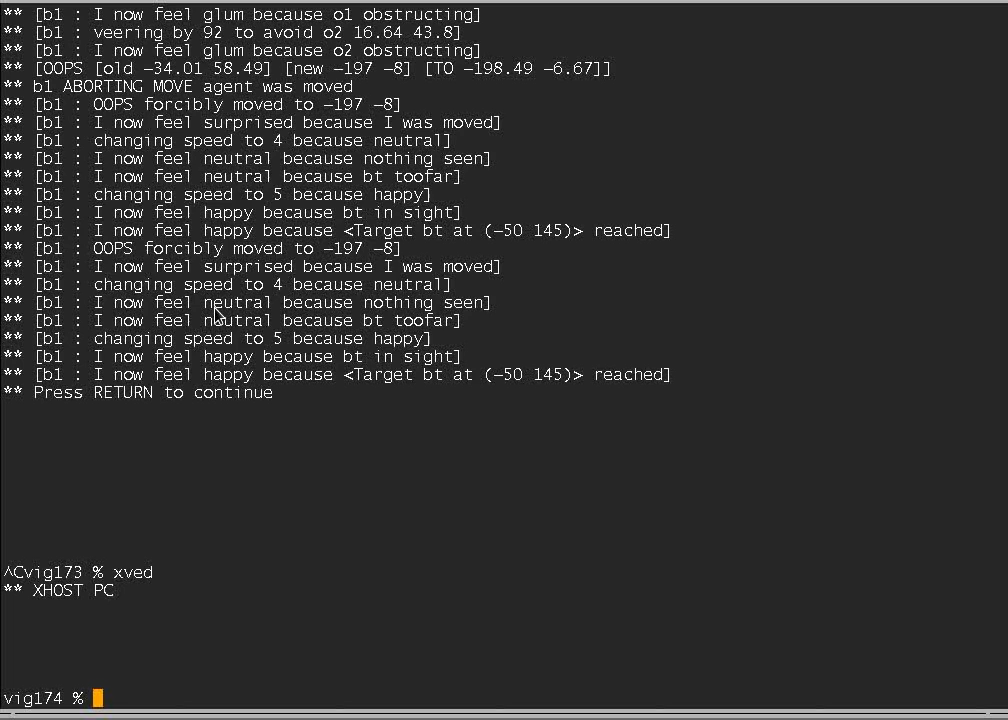 ** [b1 : I now feel glum because o1 obstructing]
** [b1 : veering by 92 to avoid o2 16.64 43.8]
** [b1 : I now feel glum because o2 obstructing]
** [OOPS [old -34.01 58.49] [new -197 -8] [TO -198.49 -6.67]]
** b1 ABORTING MOVE agent was moved
** [b1 : OOPS forcibly moved to -197 -8]
** [b1 : I now feel surprised because I was moved]
** [b1 : changing speed to 4 because neutral]
** [b1 : I now feel neutral because nothing seen]
** [b1 : I now feel neutral because bt toofar]
** [b1 : changing speed to 5 because happy]
** [b1 : I now feel happy because bt in sight]
** [b1 : I now feel happy because <Target bt at (-50 145)> reached]
** [b1 : OOPS forcibly moved to -197 -8]
** [b1 : I now feel surprised because I was moved]
** [b1 : changing speed to 4 because neutral]
** [b1 : I now feel neutral because nothing seen]
** [b1 : I now feel neutral because bt toofar]
** [b1 : changing speed to 5 because happy]
** [b1 : I now feel happy because bt in sight]
** [b1 : I now feel happy because <Target bt at (-50 145)> reached]
** Press RETURN to continue
^Cvig173 % xved
** XHOST PC
vig174 %